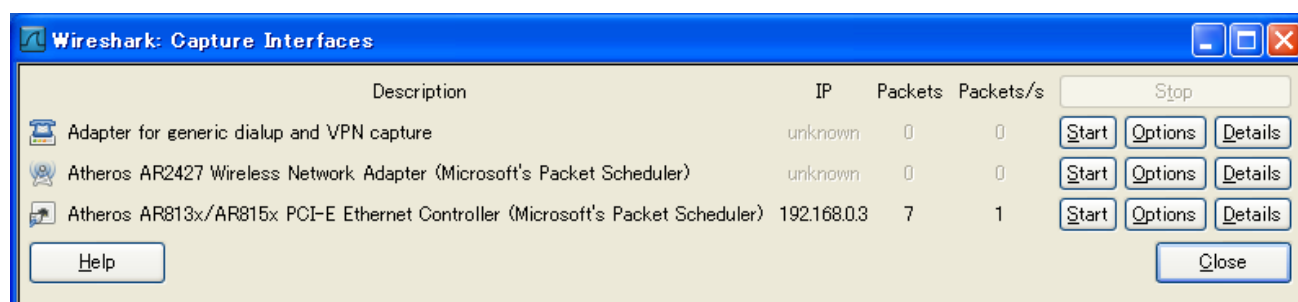 Wireshark: Capture Interfaces
Description IP Packets Packets/s Stop
Adapter for generic dialup and VPN capture unknown 0 0 Start Options Details
Atheros AR2427 Wireless Network Adapter (Microsoft's Packet Scheduler) unknown 0 0 Start Options Details
Atheros AR813x/AR815x PCI-E Ethernet Controller (Microsoft's Packet Scheduler) 192.168.0.3 7 1 Start Options Details
Help Close